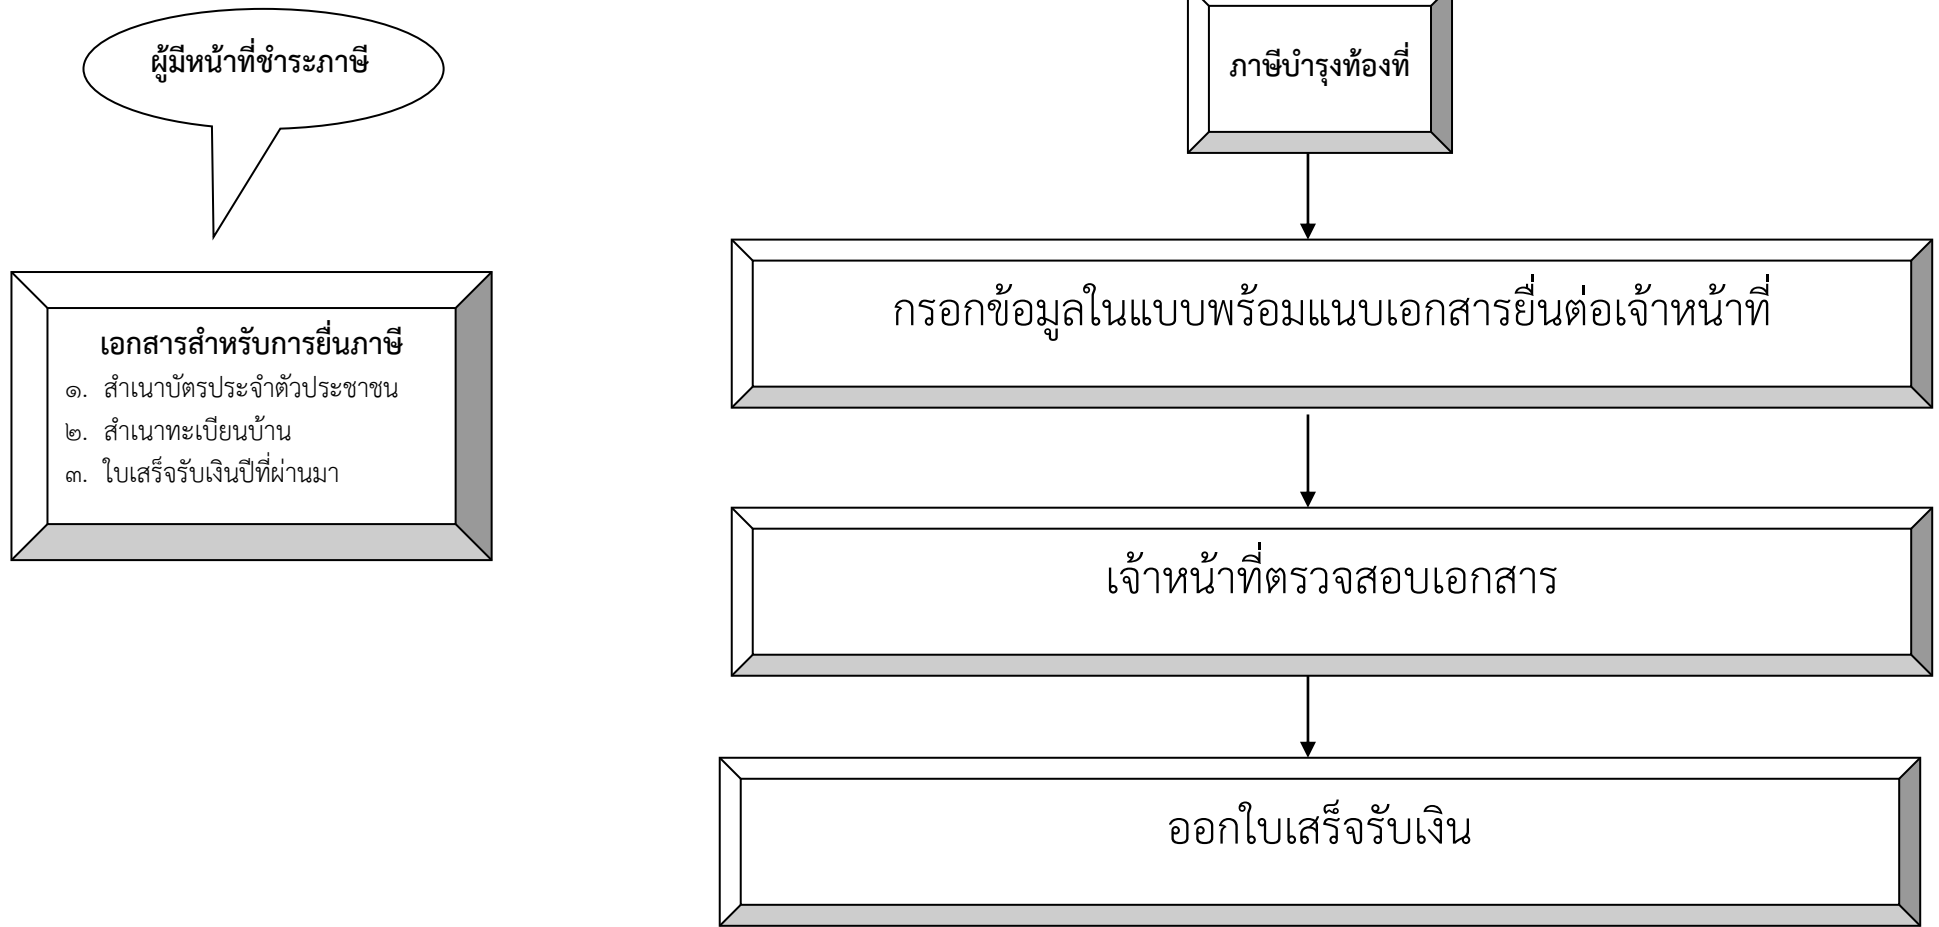 ผู้มีหน้าที่ชำระภาษี
เอกสารสำหรับการยื่นภาษี
๑. สำเนาบัตรประจำตัวประชาชน
๒. สำเนาทะเบียนบ้าน
๓. ใบเสร็จรับเงินปีที่ผ่านมา
ภาษีบำรุงท้องที่
กรอกข้อมูลในแบบพร้อมแนบเอกสารยื่นต่อเจ้าหน้าที่
เจ้าหน้าที่ตรวจสอบเอกสาร
ออกใบเสร็จรับเงิน